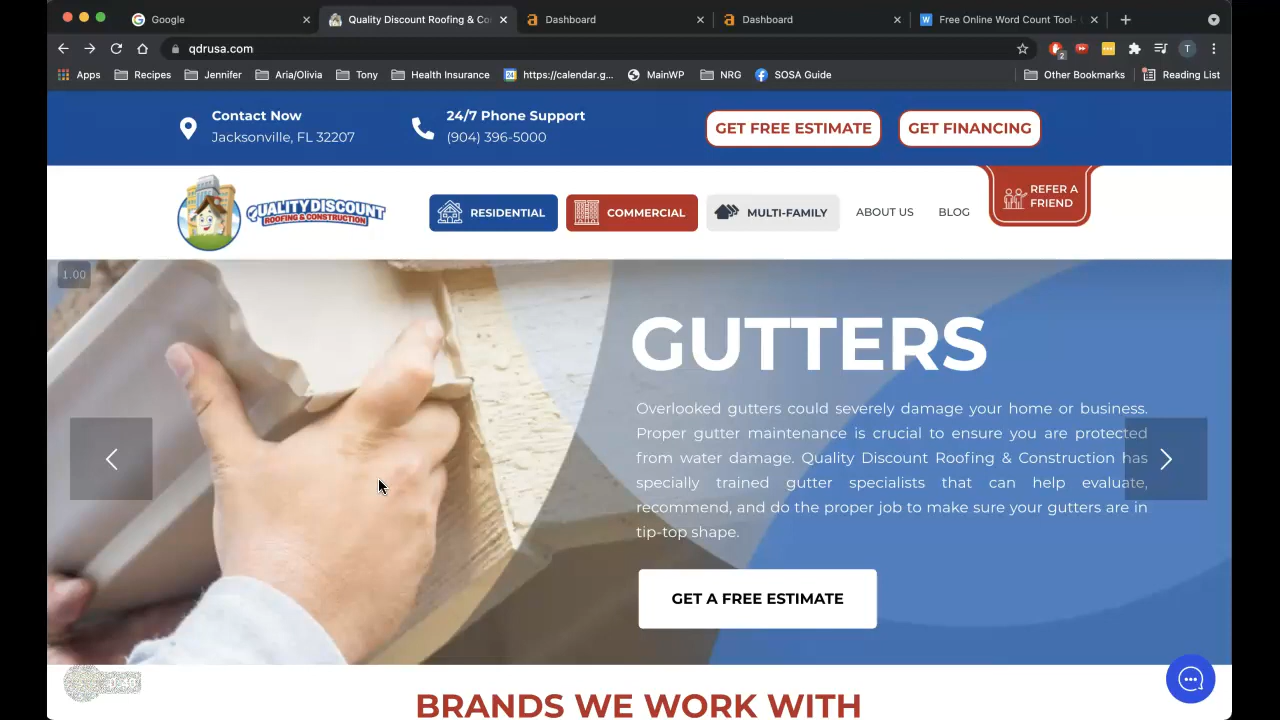 Google
Quality Discount Roofing & Co
Dashboard
Dashboard
Free Online Word Count Tool-
qdrusa.com
2
T
Apps
Recipes
Jennifer
Aria/Olivia
Tony
Health Insurance
https://calendar.g...
MainWP
NRG
SOSA Guide
Other Bookmarks
Reading List
Contact Now
Jacksonville, FL 32207
24/7 Phone Support
(904) 396-5000
GET FREE ESTIMATE
GET FINANCING
QUALITY DISCOUNT
ROOFING & CONSTRUCTION
RESIDENTIAL
COMMERCIAL
MULTI-FAMILY
ABOUT US
BLOG
REFER A
FRIEND
1.00
GUTTERS
Overlooked gutters could severely damage your home or business.
Proper gutter maintenance is crucial to ensure you are protected
from water damage. Quality Discount Roofing & Construction has
specially trained gutter specialists that can help evaluate,
recommend, and do the proper job to make sure your gutters are in
tip-top shape.
GET A FREE ESTIMATE
BRANDS WE WORK WITH